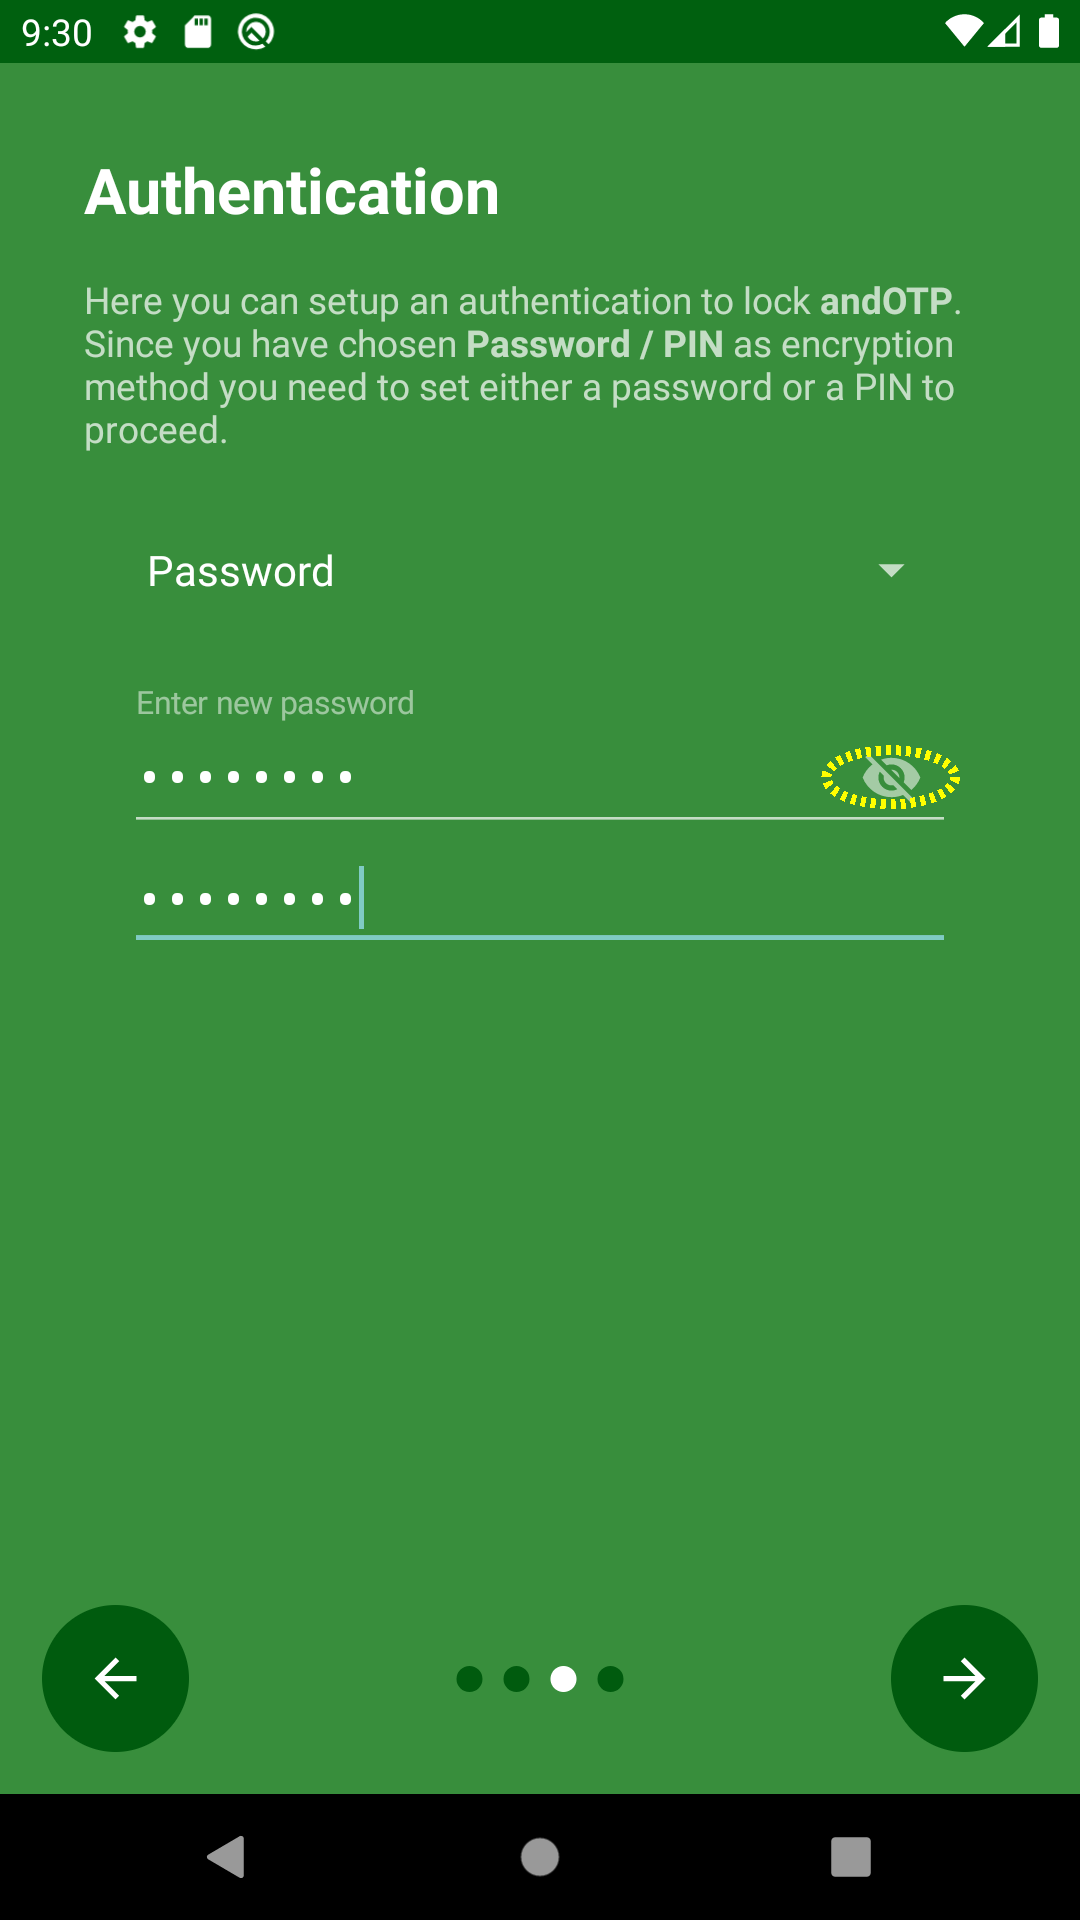 9:30
Authentication
Here you can setup an authentication to lock andOTP.
Since you have chosen Password / PIN as encryption
method you need to set either a password or a PIN to
proceed.
Password
Enter new password